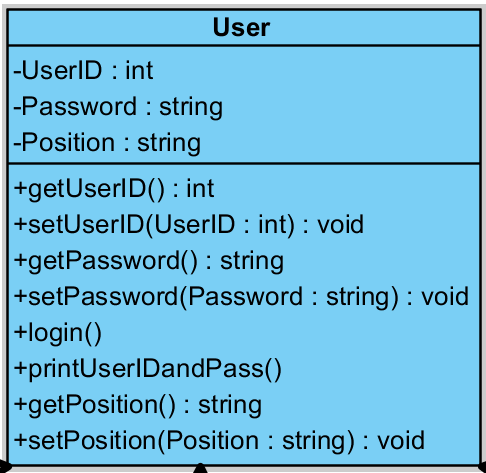 User
-UserID : int
-Password : string
-Position : string
+getUserID() : int
+setUserID(UserID : int) : void
+getPassword() : string
+setPassword(Password : string) : void
+login()
+printUserIDandPass()
+getPosition() : string
+setPosition(Position : string) : void